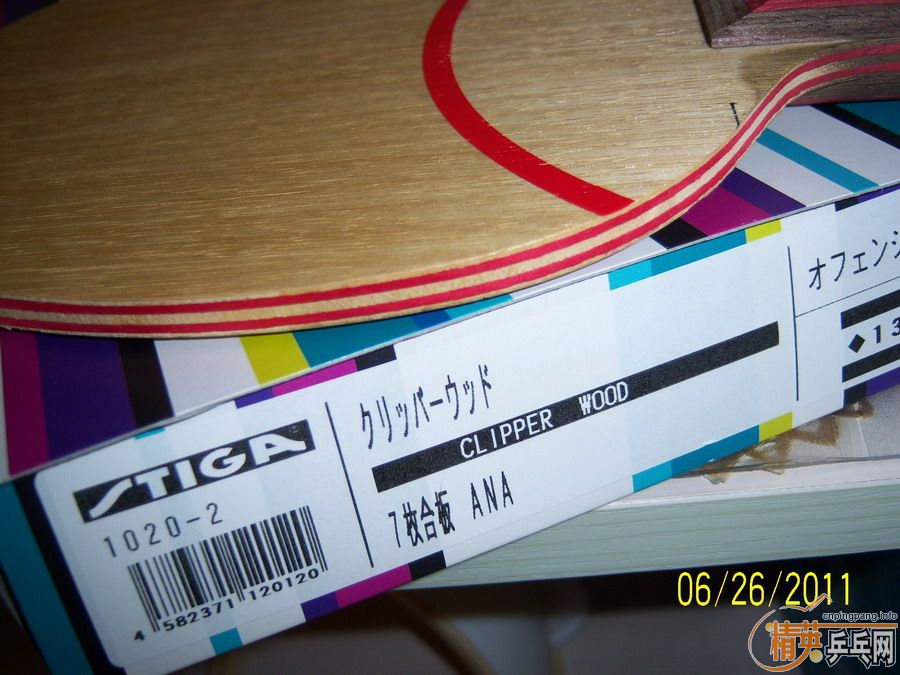 STIGA
1020-2
4 582371 120120
クリッパーウッド
CLIPPER WOOD
7枚合板 ANA
オフェンシ
◆13
06/26/2011
cnpingpang.info
精英乒乓网